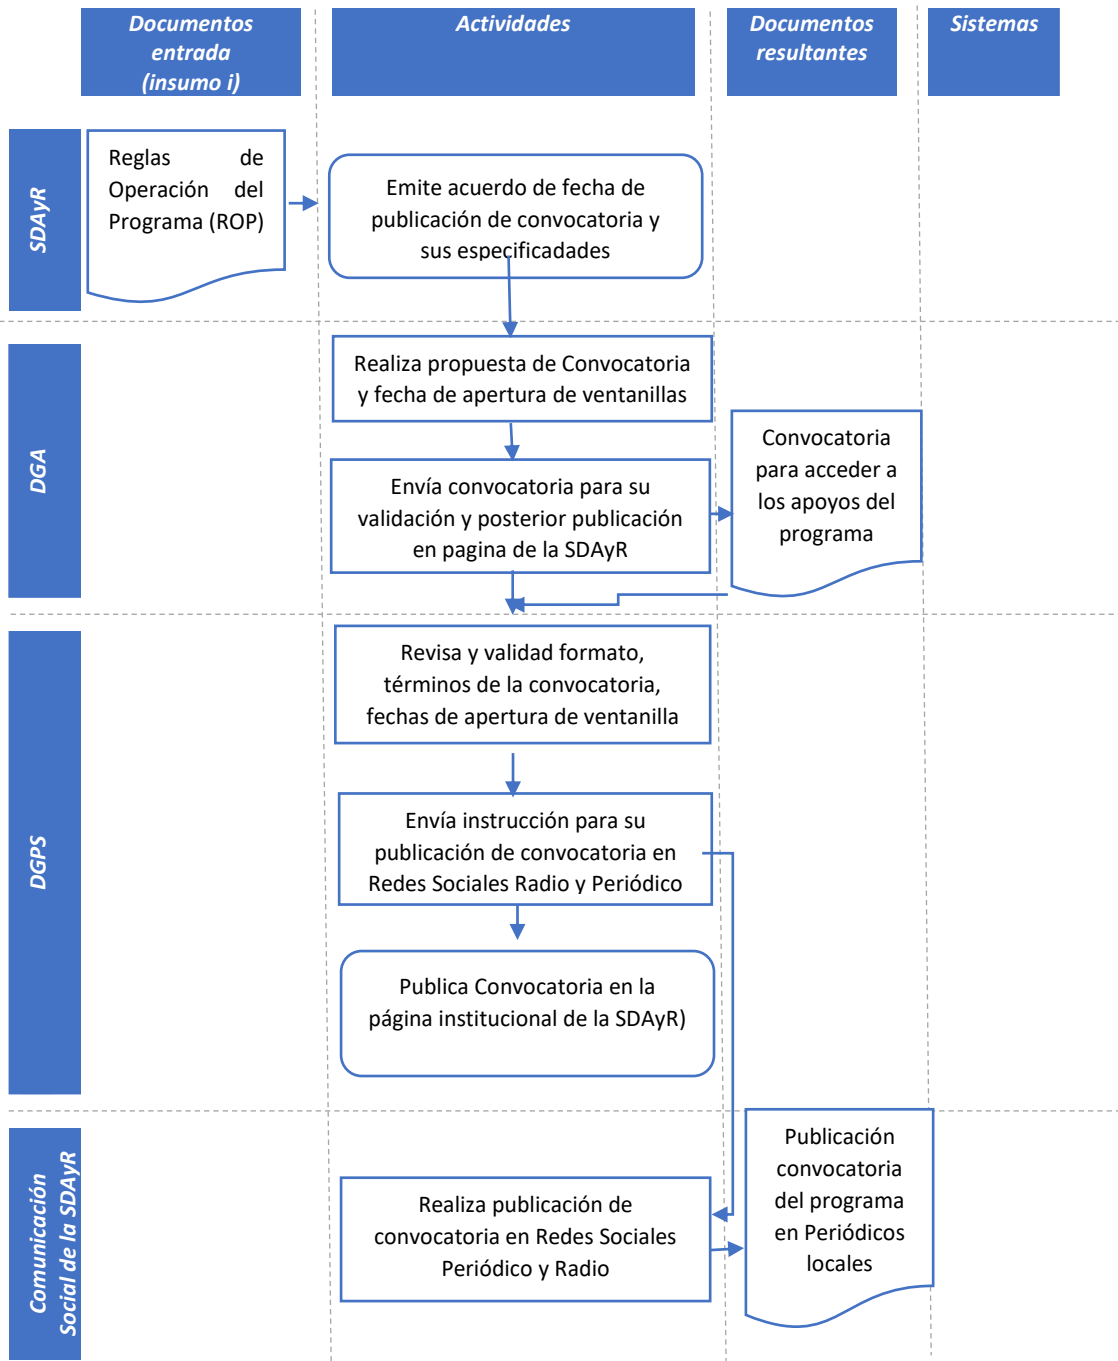 Documentos
entrada
(insumo i)
Actividades
Documentos
resultantes
Sistemas
SDAyR
Reglas de
Operación del
Programa (ROP)
Emite acuerdo de fecha de
publicación de convocatoria y
sus especificadades
DGA
Realiza propuesta de Convocatoria
y fecha de apertura de ventanillas
Envía convocatoria para su
validación y posterior publicación
en pagina de la SDAyR
Convocatoria
para acceder a
los apoyos del
programa
DGPS
Revisa y validad formato,
términos de la convocatoria,
fechas de apertura de ventanilla
Envía instrucción para su
publicación de convocatoria en
Redes Sociales Radio y Periódico
Publica Convocatoria en la
página institucional de la SDAyR)
Comunicación
Social de la SDAyR
Realiza publicación de
convocatoria en Redes Sociales
Periódico y Radio
Publicación
convocatoria
del programa
en Periódicos
locales